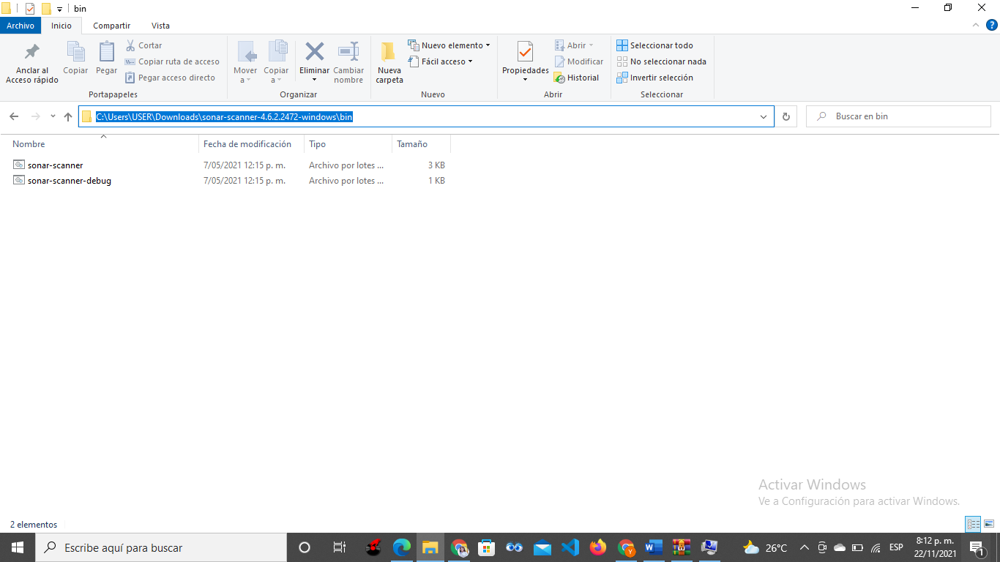 bin
Archivo Inicio Compartir Vista
Anclar al Acceso rápido
Copiar
Pegar
Cortar
Copiar ruta de acceso
Pegar acceso directo
Portapapeles
Mover a
Copiar a
Eliminar
Cambiar nombre
Organizar
Nueva carpeta
Nuevo elemento
Fácil acceso
Nuevo
Propiedades
Abrir
Modificar
Historial
Abrir
Seleccionar todo
No seleccionar nada
Invertir selección
Seleccionar
C:\Users\USER\Downloads\sonar-scanner-4.6.2.2472-windows\bin
Buscar en bin
Nombre Fecha de modificación Tipo Tamaño
sonar-scanner 7/05/2021 12:15 p. m. Archivo por lotes ... 3 KB
sonar-scanner-debug 7/05/2021 12:15 p. m. Archivo por lotes ... 1 KB
Activar Windows
Ve a Configuración para activar Windows.
2 elementos
Escribe aquí para buscar
26°C
ESP
8:12 p. m.
22/11/2021
1